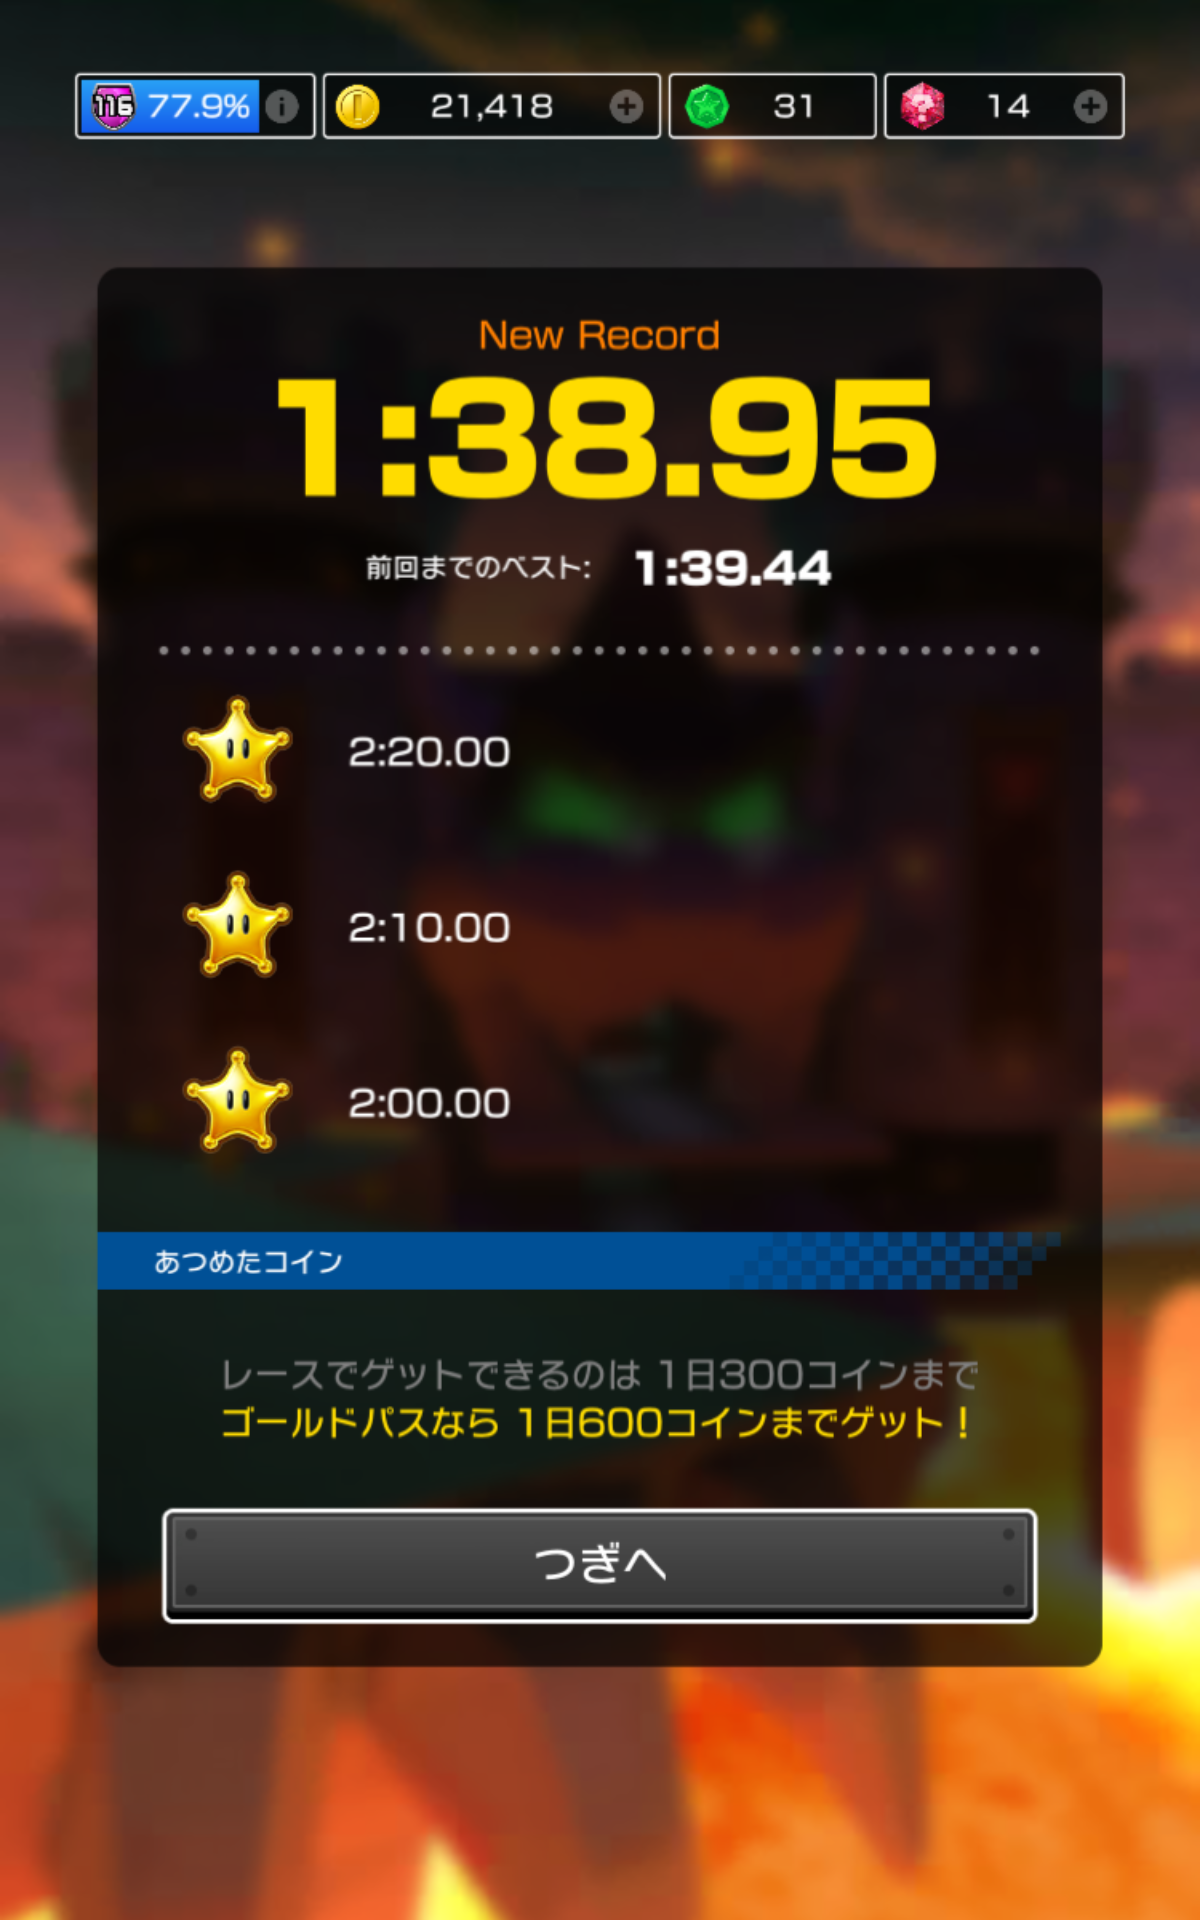 116 77.9% 21,418 31 14
New Record
1:38.95
前回までのベスト: 1:39.44
2:20.00
2:10.00
2:00.00
あつめたコイン
レースでゲットできるのは 1日300コインまで
ゴールドパスなら 1日600コインまでゲット！
つぎへ